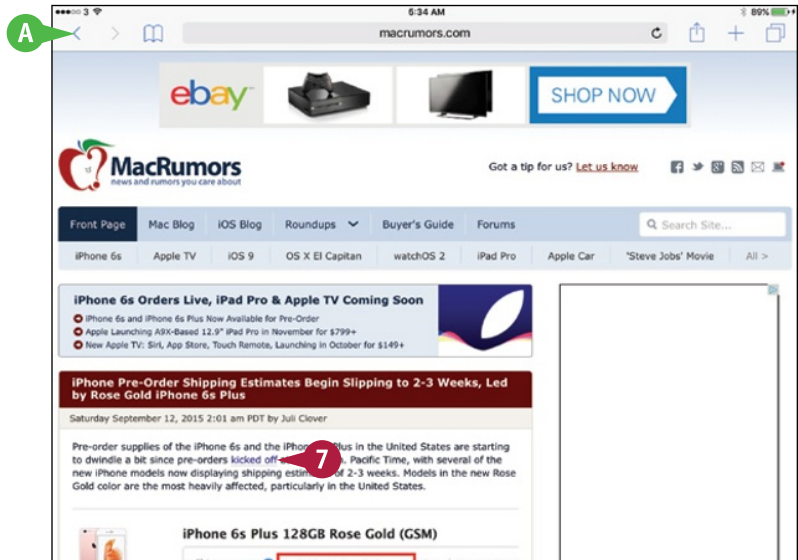 3
6:34 AM
89%
A
macrumors.com
ebay
SHOP NOW
MacRumors
news and rumors you care about
Got a tip for us? Let us know
Front Page Mac Blog iOS Blog Roundups Buyer's Guide Forums Search Site...
iPhone 6s Apple TV iOS 9 OS X El Capitan watchOS 2 iPad Pro Apple Car 'Steve Jobs' Movie All >
iPhone 6s Orders Live, iPad Pro & Apple TV Coming Soon
iPhone 6s and iPhone 6s Plus Now Available for Pre-Order
Apple Launching A9X-Based 12.9" iPad Pro in November for $799+
New Apple TV: Siri, App Store, Touch Remote, Launching in October for $149+
iPhone Pre-Order Shipping Estimates Begin Slipping to 2-3 Weeks, Led
by Rose Gold iPhone 6s Plus
Saturday September 12, 2015 2:01 am PDT by Juli Clover
Pre-order supplies of the iPhone 6s and the Plus in the United States are starting
to dwindle a bit since pre-orders kicked off 7 Pacific Time, with several of the
new iPhone models now displaying shipping of 2-3 weeks. Models in the new Rose
Gold color are the most heavily affected, particularly in the United States.
iPhone 6s Plus 128GB Rose Gold (GSM)